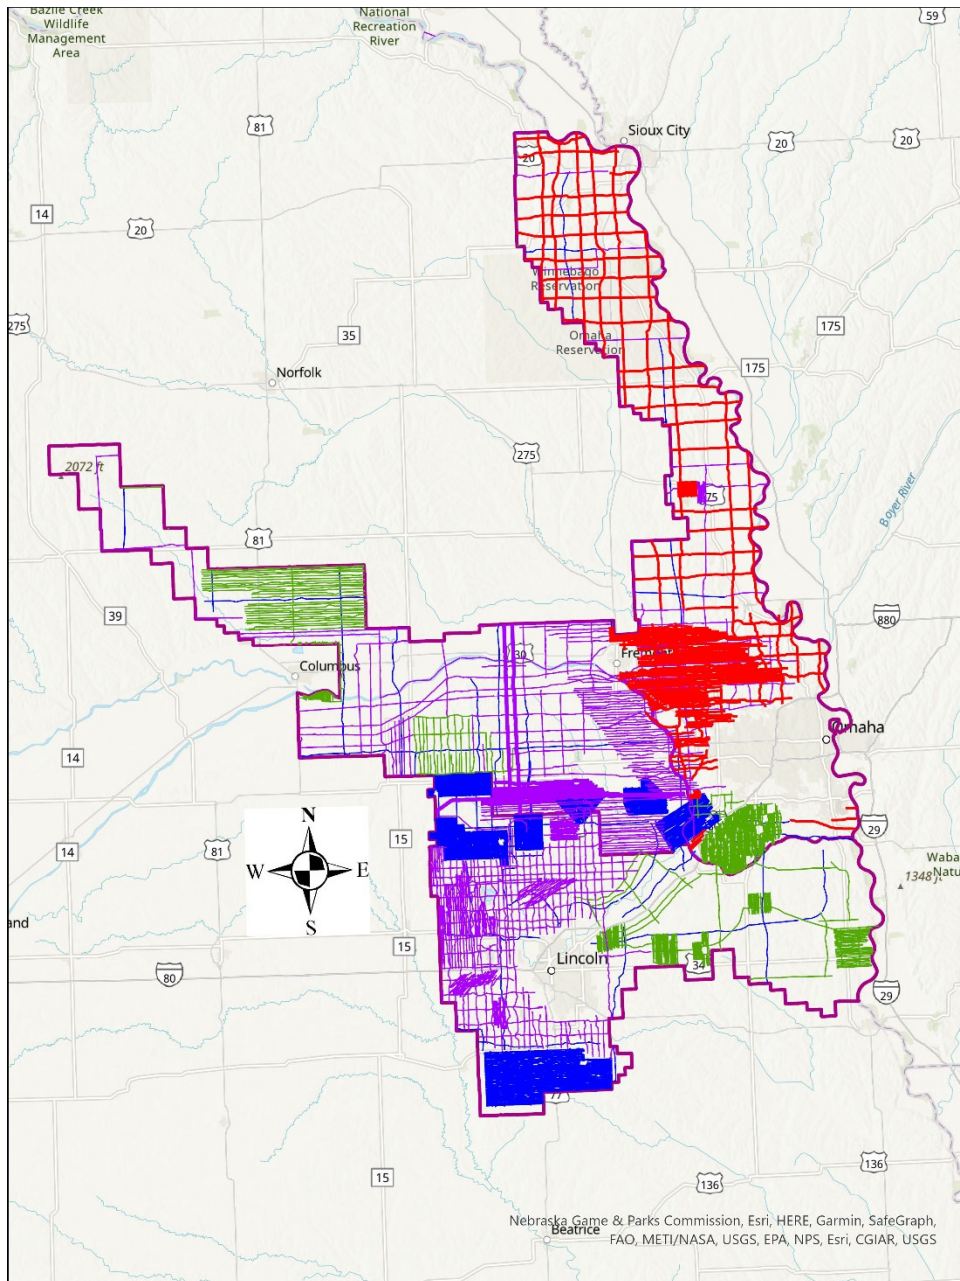 Bazile Creek
Wildlife
Management
Area
National
Recreation
River
59
81
Sioux City
20
20
20
14
20
Winnebago
Reservation
275
35
Omaha
Reservation
175
175
Norfolk
275
2072 ft
75
Boyer River
81
39
880
30
Fremont
Columbus
Omaha
14
N
W
E
S
15
29
14
81
Waba
Natu
1348 ft
and
15
Lincoln
34
80
29
15
77
15
136
136
Nebraska Game & Parks Commission, Esri, HERE, Garmin, SafeGraph,
Beatrice
FAO, METI/NASA, USGS, EPA, NPS, Esri, CGIAR, USGS